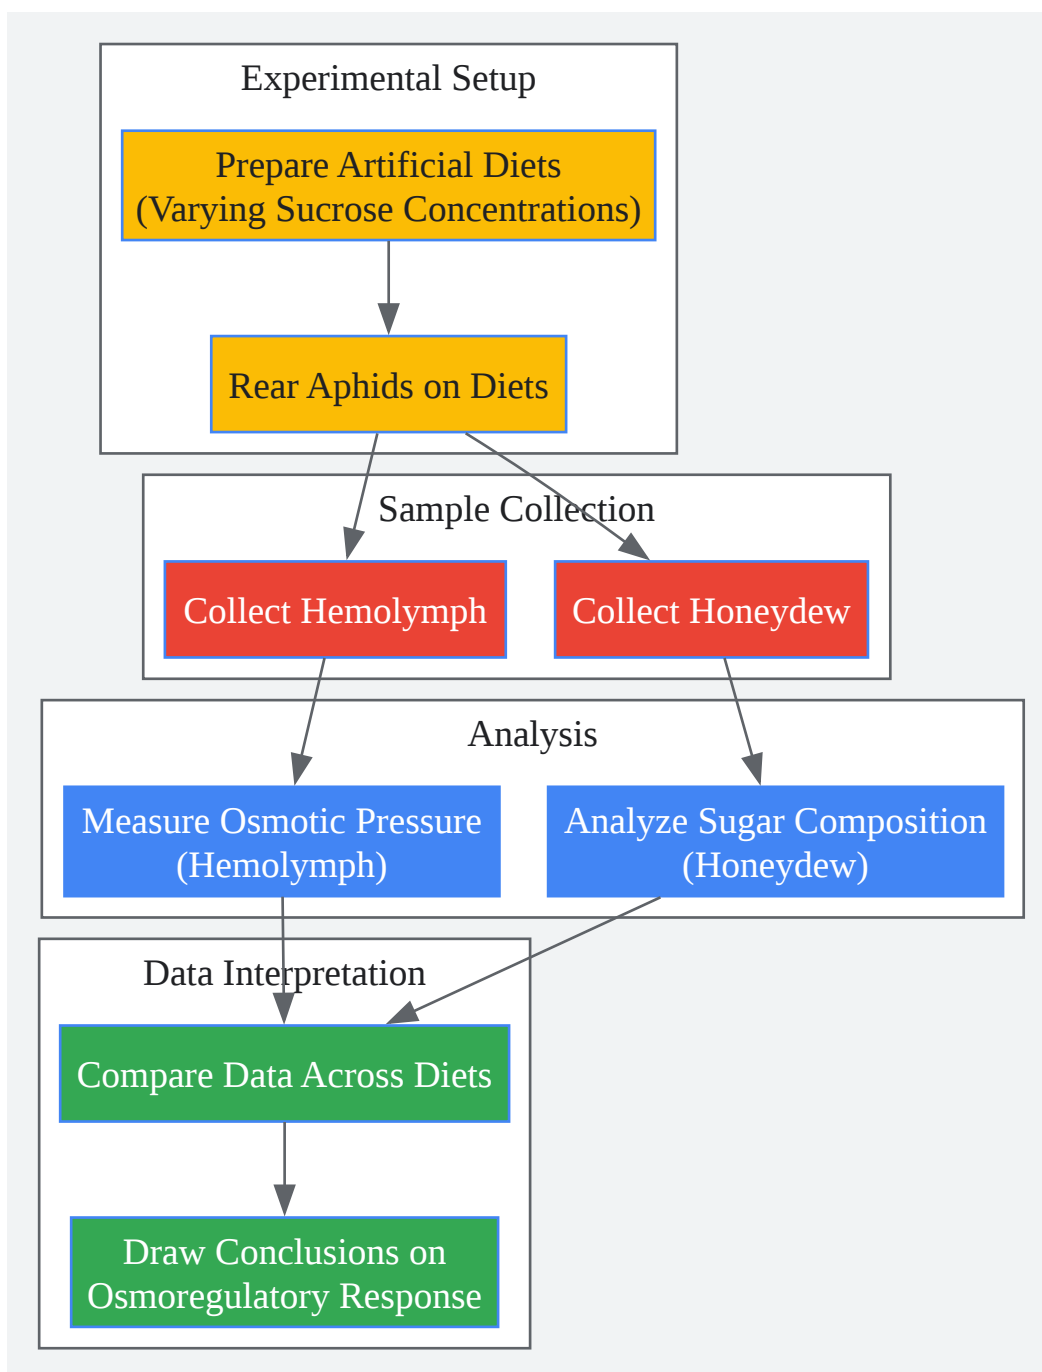 Experimental Setup
Prepare Artificial Diets
(Varying Sucrose Concentrations)
Rear Aphids on Diets
Sample Collection
Collect Hemolymph
Collect Honeydew
Analysis
Measure Osmotic Pressure
(Hemolymph)
Analyze Sugar Composition
(Honeydew)
Data Interpretation
Compare Data Across Diets
Draw Conclusions on
Osmoregulatory Response